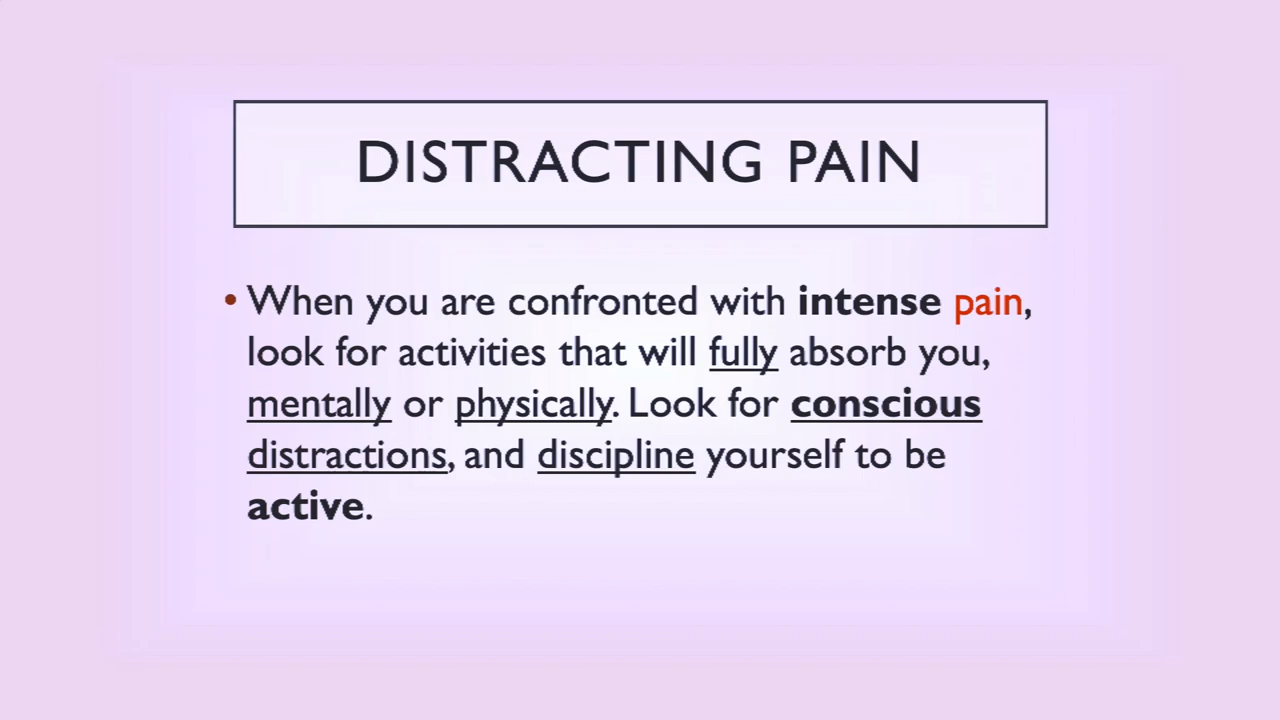 DISTRACTING PAIN
• When you are confronted with intense pain,
look for activities that will fully absorb you,
mentally or physically. Look for conscious
distractions, and discipline yourself to be
active.